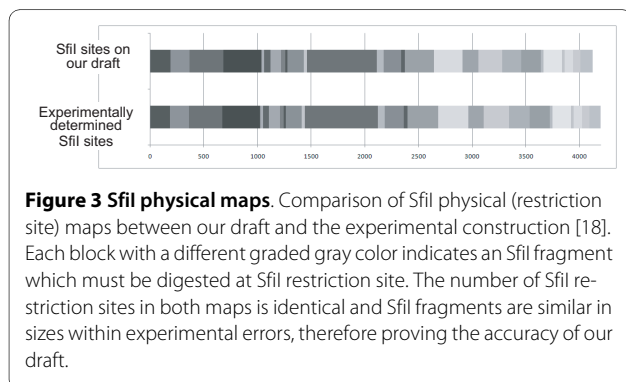 SfiI sites on
our draft
Experimentally
determined
SfiI sites
0 500 1000 1500 2000 2500 3000 3500 4000
Figure 3 SfiI physical maps. Comparison of SfiI physical (restriction
site) maps between our draft and the experimental construction [18].
Each block with a different graded gray color indicates an SfiI fragment
which must be digested at SfiI restriction site. The number of SfiI re-
striction sites in both maps is identical and SfiI fragments are similar in
sizes within experimental errors, therefore proving the accuracy of our
draft.